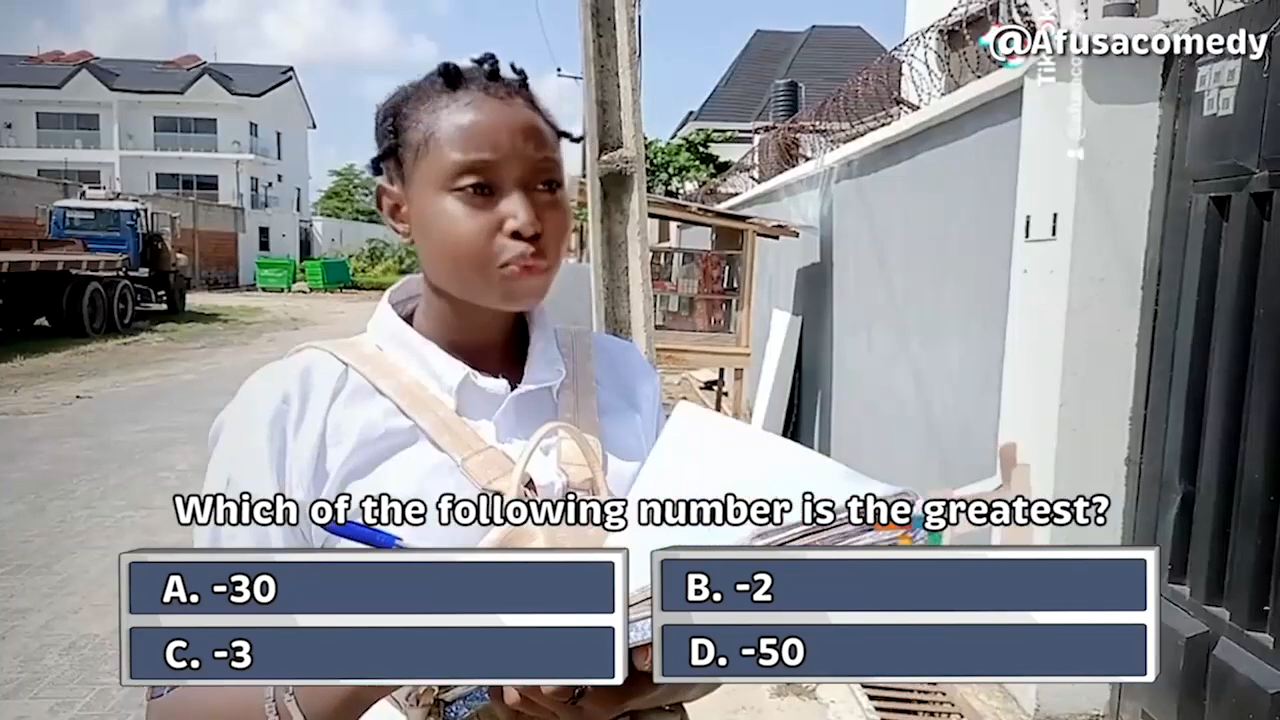 @Afusacomedy
Which of the following number is the greatest?
A. -30
B. -2
C. -3
D. -50